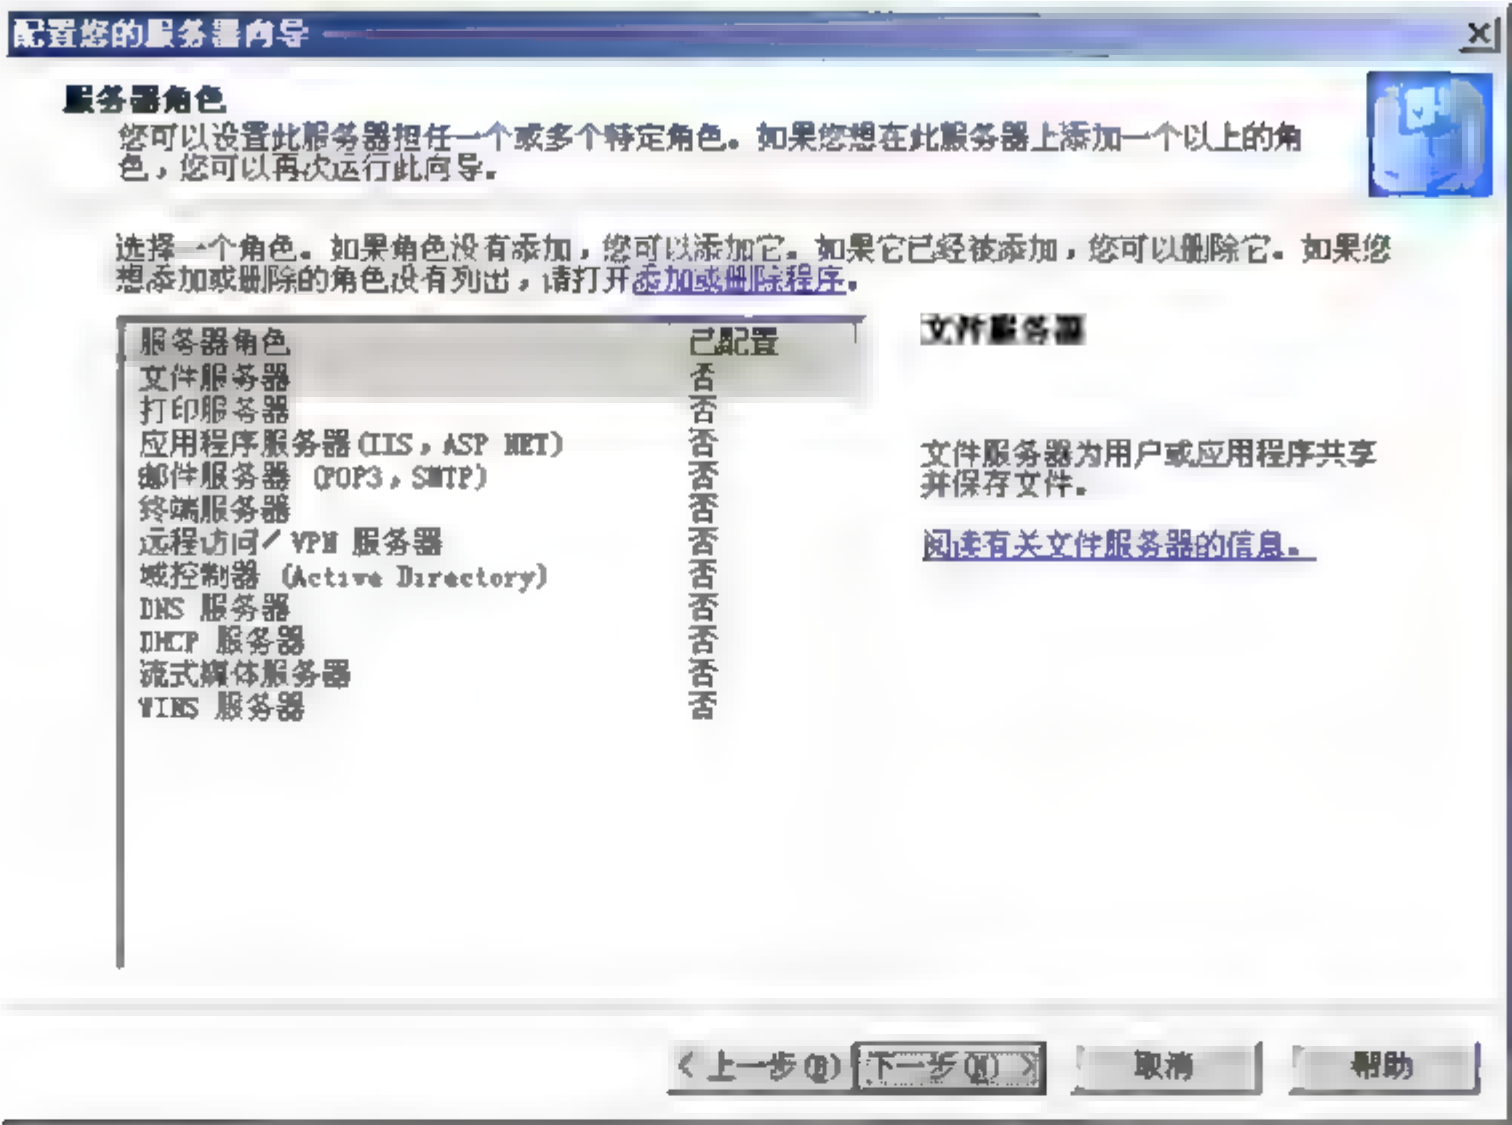 配置您的服务器向导
服务器角色
您可以设置此服务器担任一个或多个特定角色。如果您想在此服务器上添加一个以上的角
色，您可以再次运行此向导。
选择一个角色。如果角色没有添加，您可以添加它。如果它已经被添加，您可以删除它。如果您
想添加或删除的角色没有列出，请打开添加或删除程序。
服务器角色 已配置
文件服务器 否
打印服务器 否
应用程序服务器(IIS，ASP NET) 否
邮件服务器 (POP3，SMTP) 否
终端服务器 否
远程访问/VPN 服务器 否
域控制器 (Active Directory) 否
DNS 服务器 否
DHCP 服务器 否
流式媒体服务器 否
WINS 服务器 否
文件服务器
文件服务器为用户或应用程序共享
并保存文件。
阅读有关文件服务器的信息。
< 上一步(B) 下一步(N) > 取消 帮助